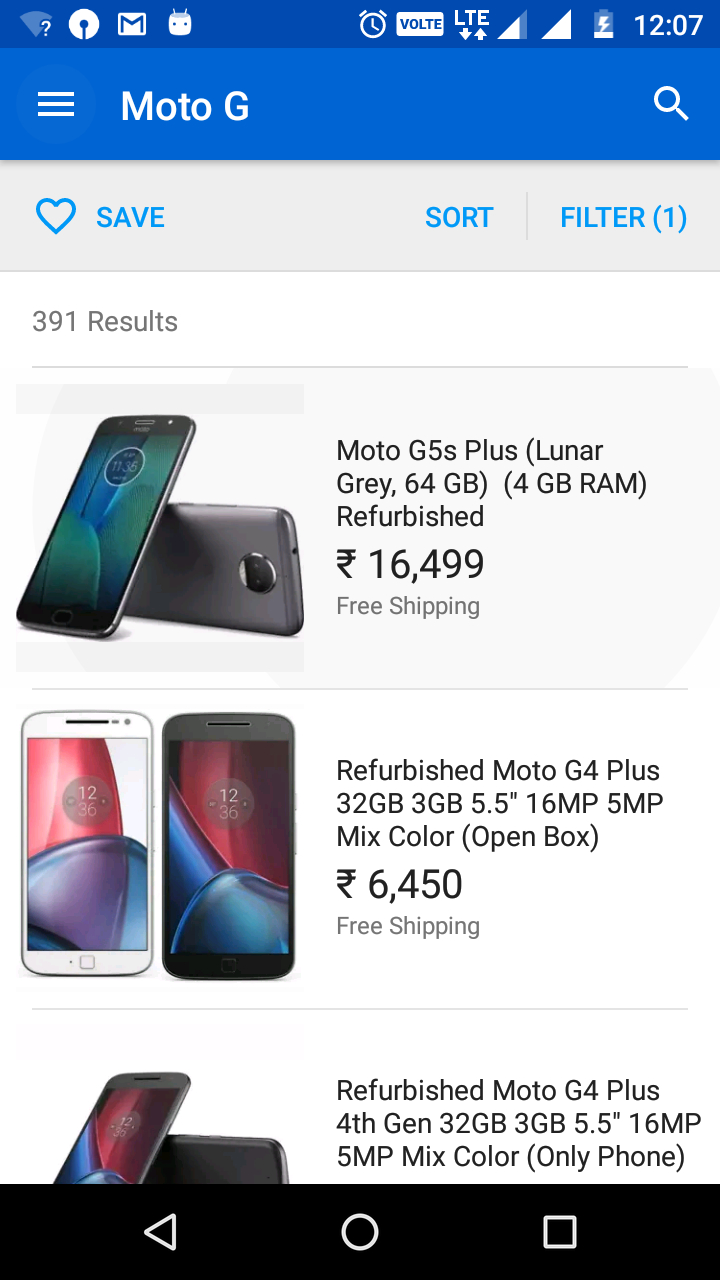 VOLTE LTE 12:07
Moto G
SAVE SORT FILTER (1)
391 Results
Moto G5s Plus (Lunar
Grey, 64 GB) (4 GB RAM)
Refurbished
₹ 16,499
Free Shipping
11:35
12
36
12
36
Refurbished Moto G4 Plus
32GB 3GB 5.5" 16MP 5MP
Mix Color (Open Box)
₹ 6,450
Free Shipping
12
36
Refurbished Moto G4 Plus
4th Gen 32GB 3GB 5.5" 16MP
5MP Mix Color (Only Phone)